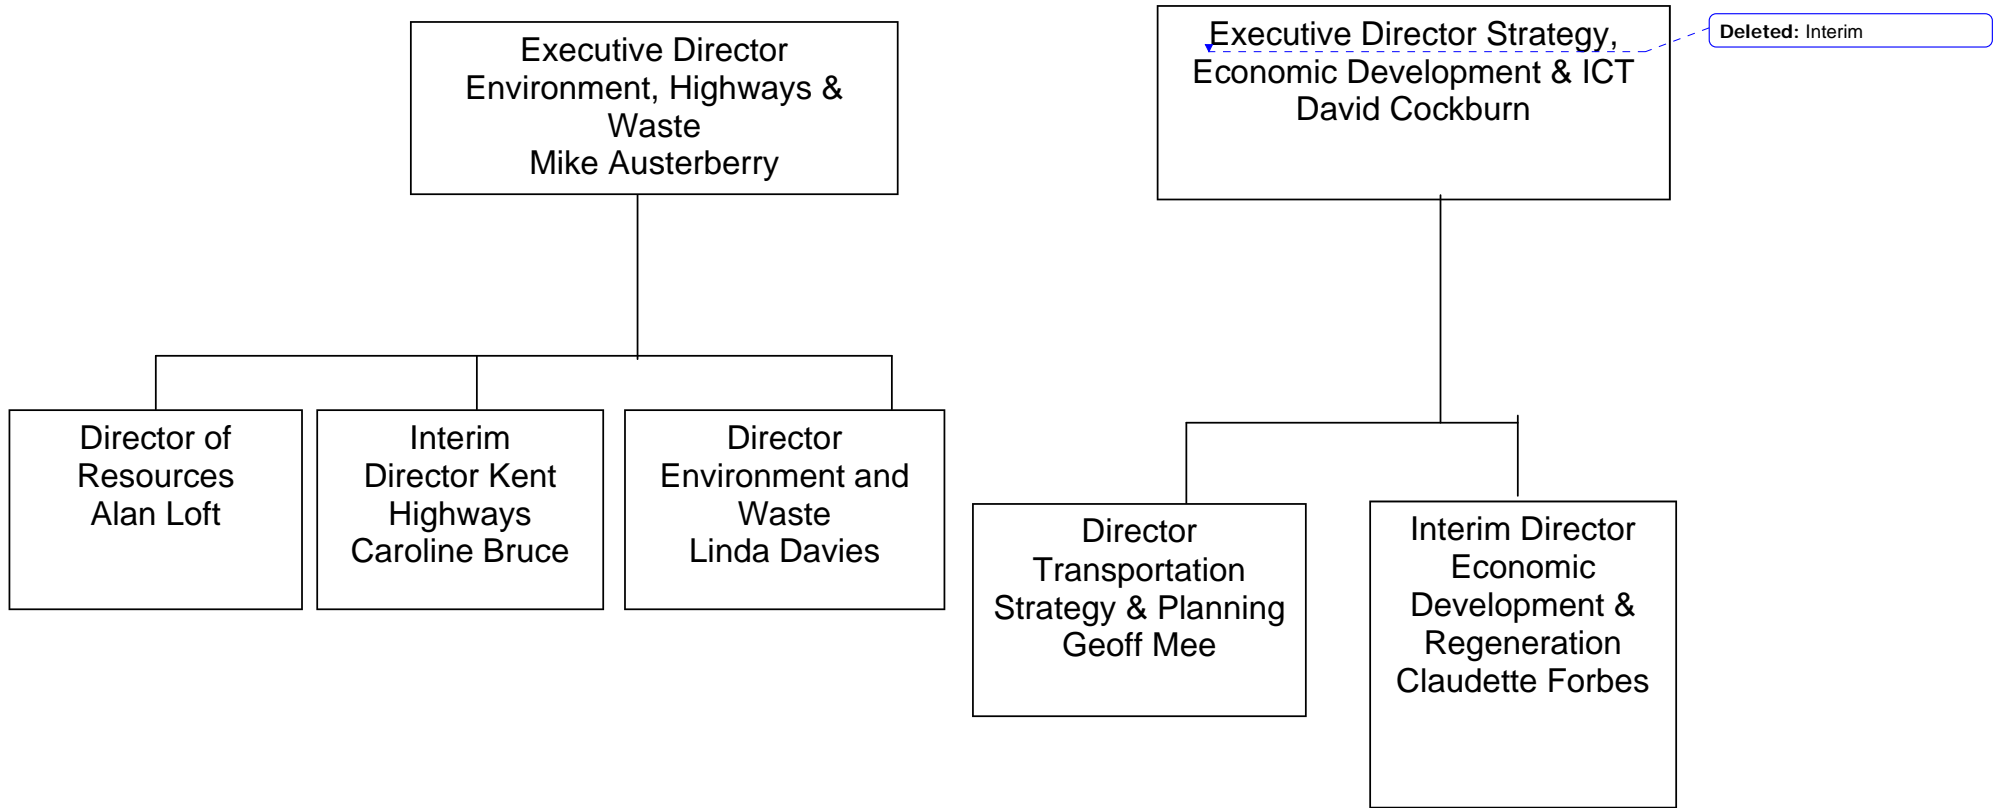 Executive Director
Environment, Highways &
Waste
Mike Austerberry
Executive Director Strategy,
Economic Development & ICT
David Cockburn
Deleted: Interim
Director of
Resources
Alan Loft
Interim
Director Kent
Highways
Caroline Bruce
Director
Environment and
Waste
Linda Davies
Director
Transportation
Strategy & Planning
Geoff Mee
Interim Director
Economic
Development &
Regeneration
Claudette Forbes